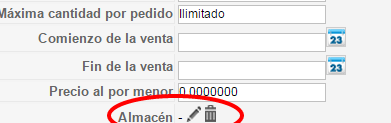 Máxima cantidad por pedido Ilimitado
Comienzo de la venta 23
Fin de la venta 23
Precio al por menor 0.0000000
Almacén -